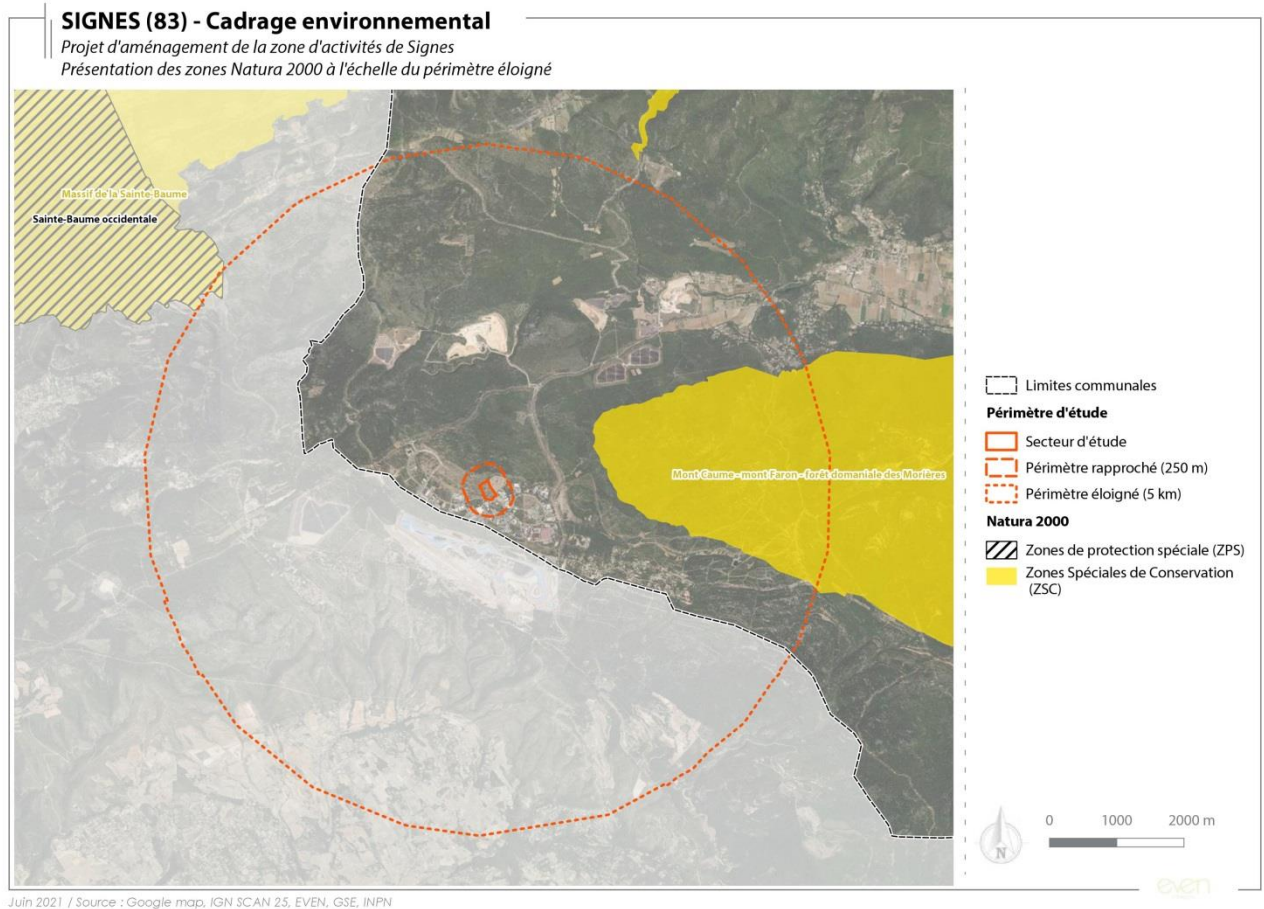 SIGNES (83) - Cadrage environnemental
Projet d'aménagement de la zone d'activités de Signes
Présentation des zones Natura 2000 à l'échelle du périmètre éloigné
Massif de la Sainte-Baume
Sainte-Baume occidentale
Mont Caume - mont Faron - forêt domaniale des Morières
Limites communales
Périmètre d'étude
Secteur d'étude
Périmètre rapproché (250 m)
Périmètre éloigné (5 km)
Natura 2000
Zones de protection spéciale (ZPS)
Zones Spéciales de Conservation
(ZSC)
0 1000 2000 m
N
even
Juin 2021 / Source : Google map, IGN SCAN 25, EVEN, GSE, INPN